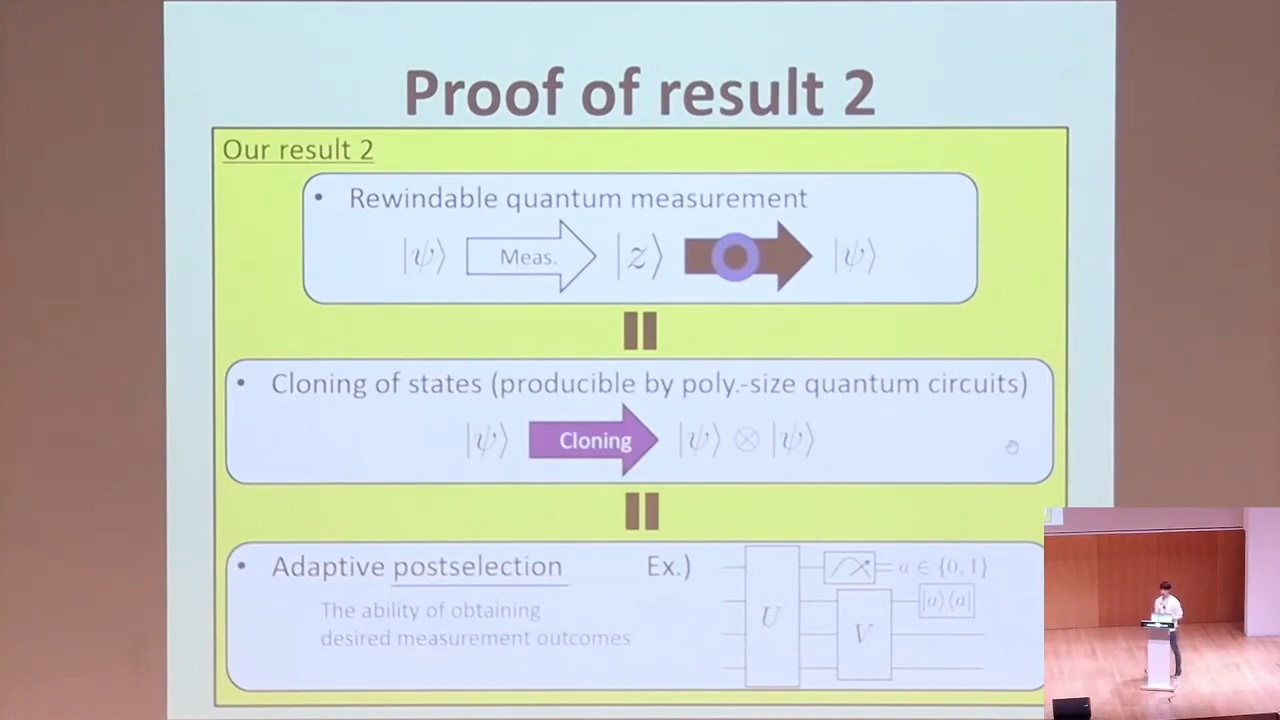 Proof of result 2
Our result 2
• Rewindable quantum measurement
|ψ⟩ Meas. |z⟩ |ψ⟩
• Cloning of states (producible by poly.-size quantum circuits)
|ψ⟩ Cloning |ψ⟩ ⊗ |ψ⟩
• Adaptive postselection Ex.)
The ability of obtaining
desired measurement outcomes
U
a ∈ {0, 1}
V
|a⟩⟨a|